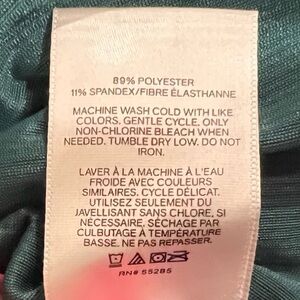 89% POLYESTER
11% SPANDEX/FIBRE ÉLASTHANNE
MACHINE WASH COLD WITH LIKE
COLORS. GENTLE CYCLE. ONLY
NON-CHLORINE BLEACH WHEN
NEEDED. TUMBLE DRY LOW. DO NOT
IRON.
LAVER À LA MACHINE À L'EAU
FROIDE AVEC COULEURS
SIMILAIRES. CYCLE DÉLICAT.
UTILISEZ SEULEMENT DU
JAVELLISANT SANS CHLORE, SI
NÉCESSAIRE. SÉCHAGE PAR
CULBUTAGE À TEMPÉRATURE
BASSE. NE PAS REPASSER.
RN# 55285